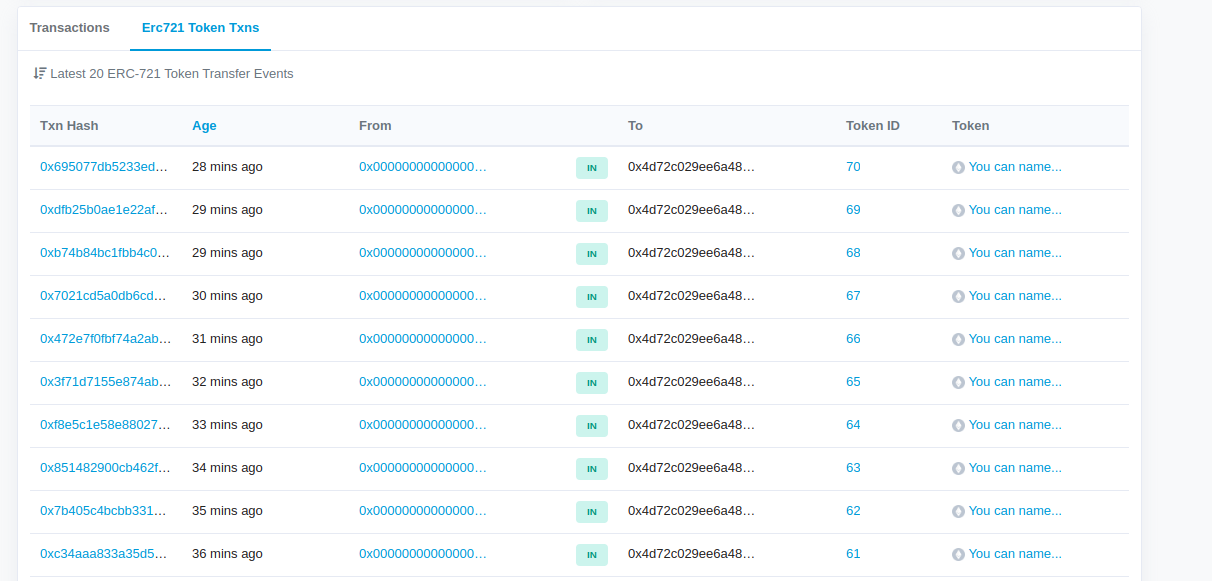 Transactions Erc721 Token Txns
Latest 20 ERC-721 Token Transfer Events
Txn Hash Age From To Token ID Token
0x695077db5233ed... 28 mins ago 0x00000000000000... IN 0x4d72c029ee6a48... 70 You can name...
0xdfb25b0ae1e22af... 29 mins ago 0x00000000000000... IN 0x4d72c029ee6a48... 69 You can name...
0xb74b84bc1fbb4c0... 29 mins ago 0x00000000000000... IN 0x4d72c029ee6a48... 68 You can name...
0x7021cd5a0db6cd... 30 mins ago 0x00000000000000... IN 0x4d72c029ee6a48... 67 You can name...
0x472e7f0fbf74a2ab... 31 mins ago 0x00000000000000... IN 0x4d72c029ee6a48... 66 You can name...
0x3f71d7155e874ab... 32 mins ago 0x00000000000000... IN 0x4d72c029ee6a48... 65 You can name...
0xf8e5c1e58e88027... 33 mins ago 0x00000000000000... IN 0x4d72c029ee6a48... 64 You can name...
0x851482900cb462f... 34 mins ago 0x00000000000000... IN 0x4d72c029ee6a48... 63 You can name...
0x7b405c4bcbb331... 35 mins ago 0x00000000000000... IN 0x4d72c029ee6a48... 62 You can name...
0xc34aaa833a35d5... 36 mins ago 0x00000000000000... IN 0x4d72c029ee6a48... 61 You can name...